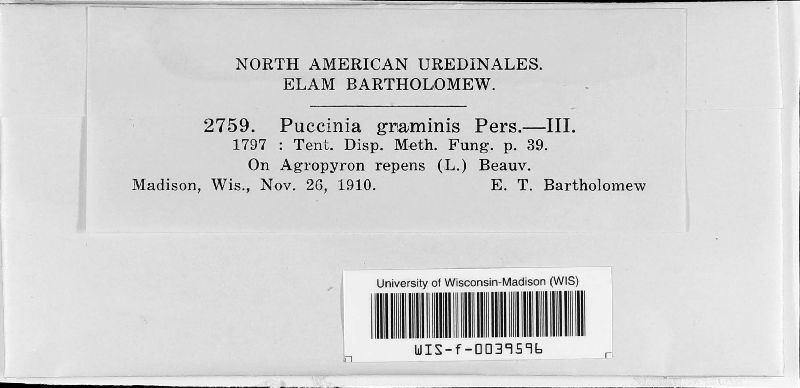 NORTH AMERICAN UREDINALES.
ELAM BARTHOLOMEW.
2759. Puccinia graminis Pers.—III.
1797 : Tent. Disp. Meth. Fung. p. 39.
On Agropyron repens (L.) Beauv.
Madison, Wis., Nov. 26, 1910. E. T. Bartholomew
University of Wisconsin-Madison (WIS)
WIS-f-0039596